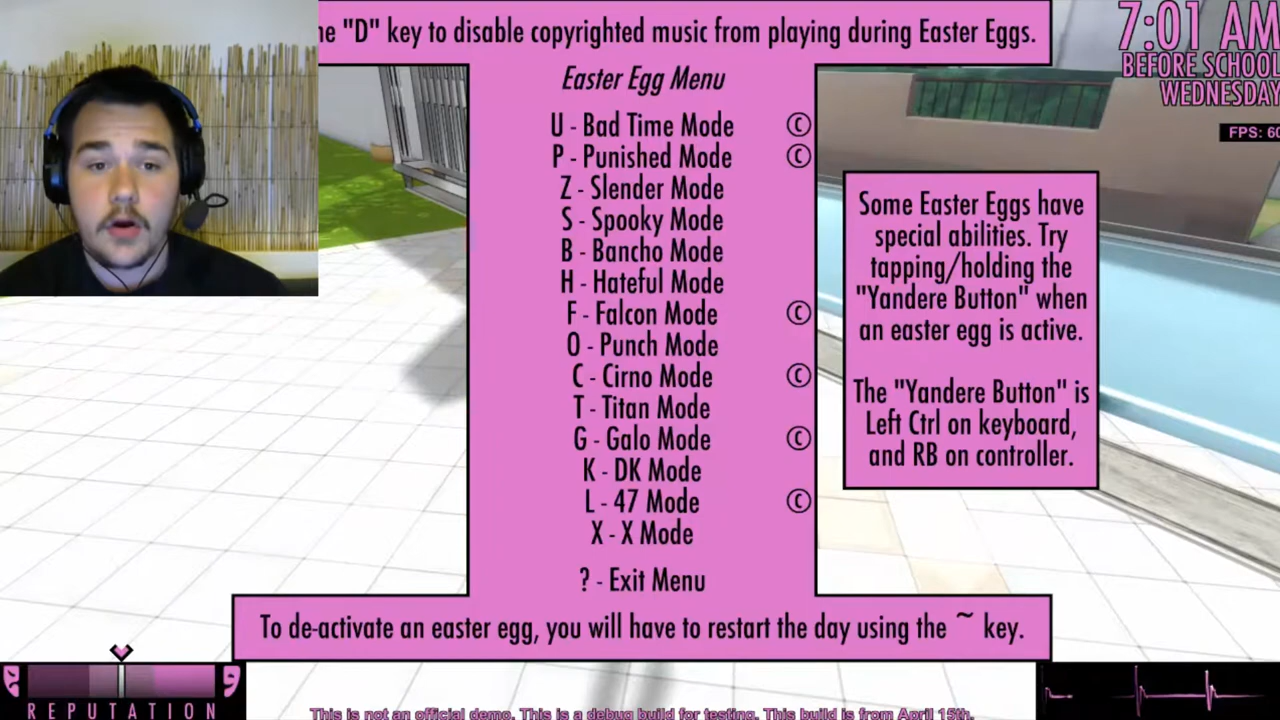 he "D" key to disable copyrighted music from playing during Easter Eggs.
7:01 AM
BEFORE SCHOOL
WEDNESDAY
FPS: 60
Easter Egg Menu
U - Bad Time Mode Ⓒ
P - Punished Mode Ⓒ
Z - Slender Mode
S - Spooky Mode
B - Bancho Mode
H - Hateful Mode
F - Falcon Mode Ⓒ
O - Punch Mode
C - Cirno Mode Ⓒ
T - Titan Mode
G - Galo Mode Ⓒ
K - DK Mode
L - 47 Mode Ⓒ
X - X Mode
? - Exit Menu
Some Easter Eggs have
special abilities. Try
tapping/holding the
"Yandere Button" when
an easter egg is active.
The "Yandere Button" is
Left Ctrl on keyboard,
and RB on controller.
To de-activate an easter egg, you will have to restart the day using the ~ key.
REPUTATION
This is not an official demo. This is a debug build for testing. This build is from April 15th.